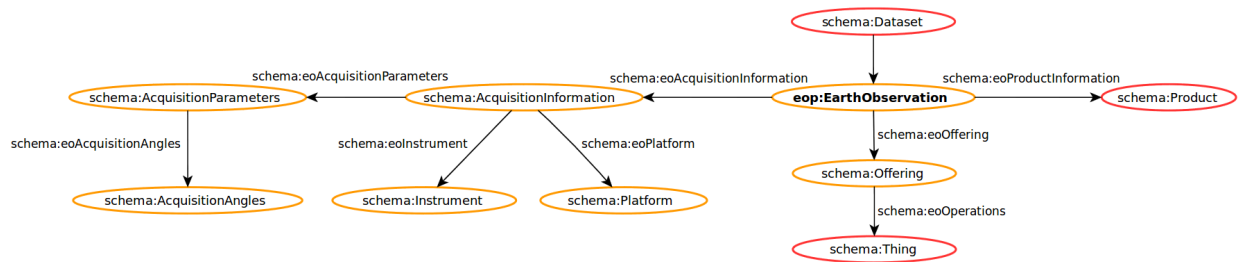 schema:Dataset
schema:eoAcquisitionParameters
schema:eoAcquisitionInformation
schema:eoProductInformation
schema:AcquisitionParameters
schema:AcquisitionInformation
eop:EarthObservation
schema:Product
schema:eoAcquisitionAngles
schema:eoInstrument
schema:eoPlatform
schema:eoOffering
schema:Offering
schema:AcquisitionAngles
schema:Instrument
schema:Platform
schema:eoOperations
schema:Thing